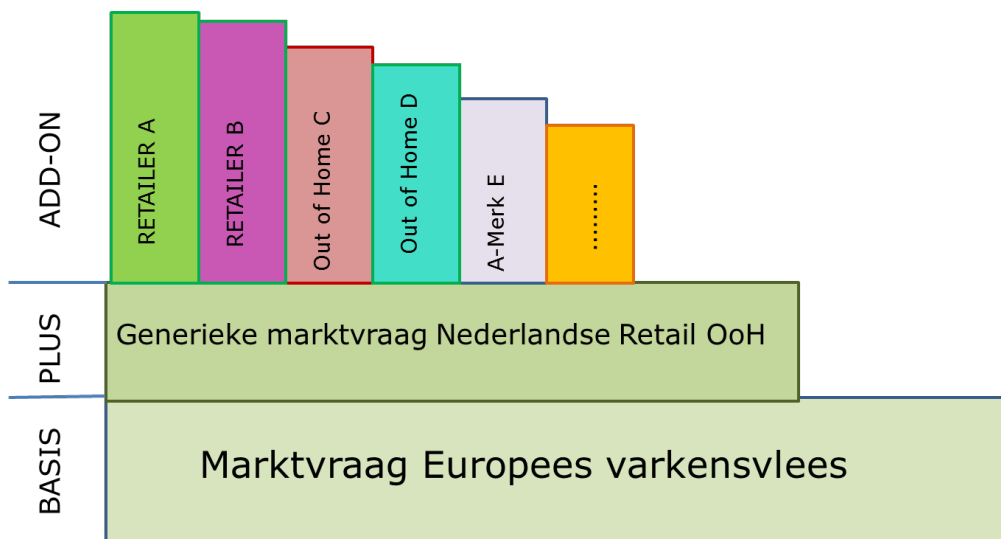 ADD-ON
RETAILER A
RETAILER B
Out of Home C
Out of Home D
A-Merk E
.........
PLUS
Generieke marktvraag Nederlandse Retail OoH
BASIS
Marktvraag Europees varkensvlees